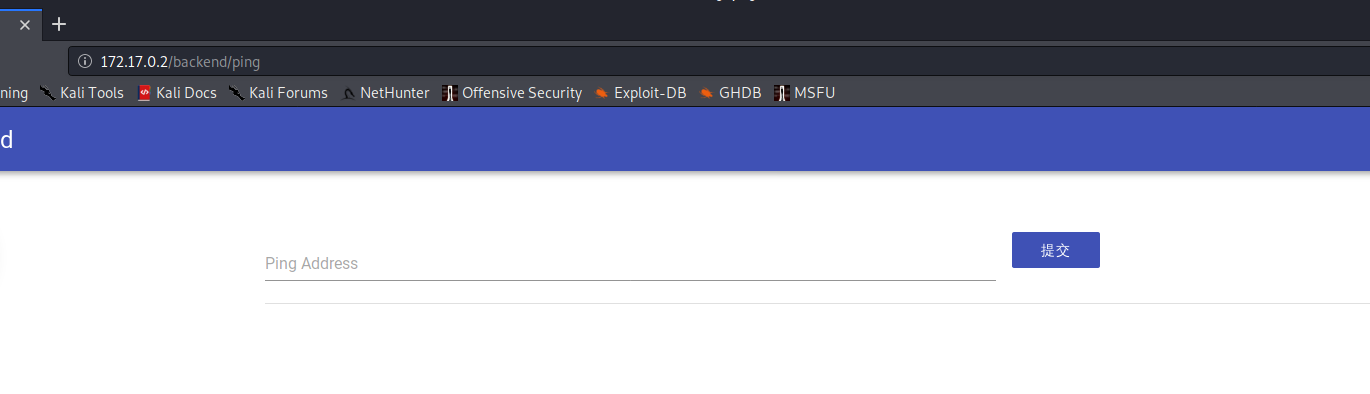 172.17.0.2/backend/ping
ning Kali Tools Kali Docs Kali Forums NetHunter Offensive Security Exploit-DB GHDB MSFU
d
提交
Ping Address